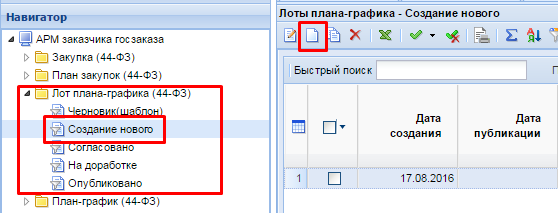 Навигатор
АРМ заказчика госзаказа
Закупка (44-ФЗ)
План закупок (44-ФЗ)
Лот плана-графика (44-ФЗ)
Черновик(шаблон)
Создание нового
Согласовано
На доработке
Опубликовано
План-график (44-ФЗ)
Лоты плана-графика - Создание нового
Быстрый поиск
Дата создания
Дата публикации
1 17.08.2016